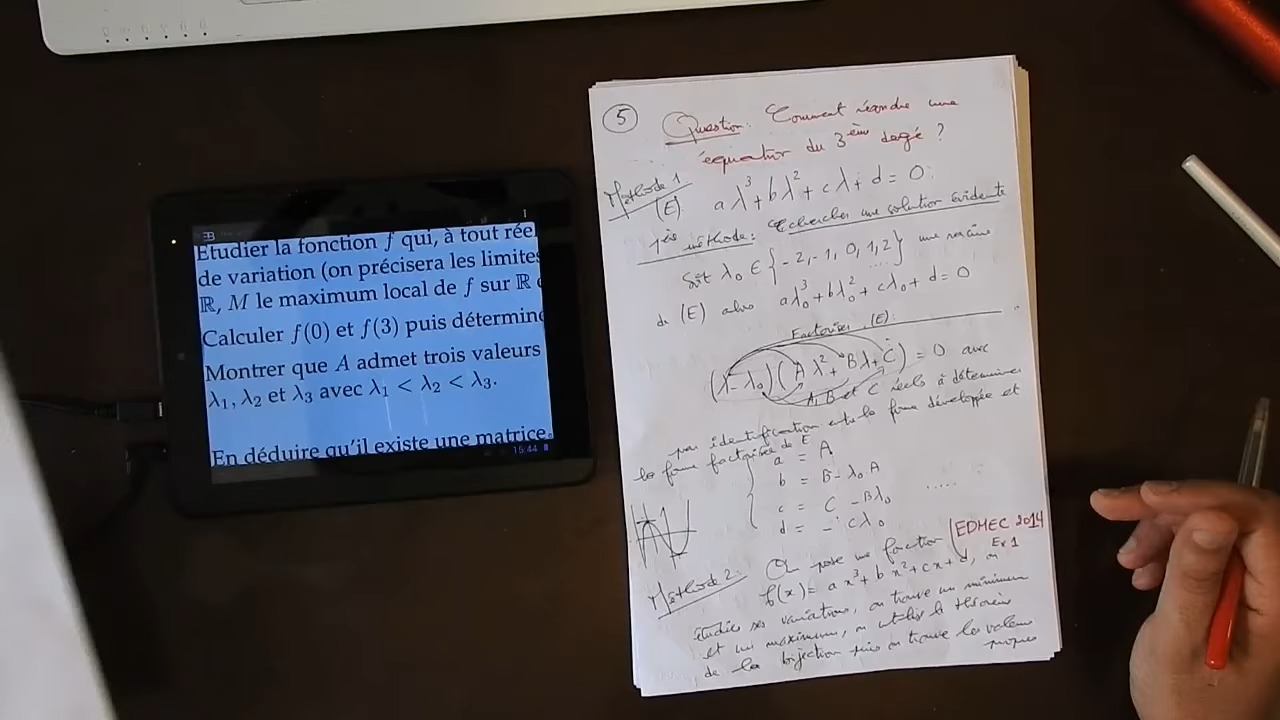 1
Etudier la fonction f qui, à tout rée
de variation (on précisera les limites
ℝ, M le maximum local de f sur ℝ
Calculer f(0) et f(3) puis détermine
Montrer que A admet trois valeurs
λ₁, λ₂ et λ₃ avec λ₁ < λ₂ < λ₃.
En déduire qu'il existe une matrice
15:44
5
Question: Comment résoudre une
équation du 3ème degé ?
Méthode 1
(E) aλ³ + bλ² + cλ + d = 0
1ère méthode: Chercher une solution évidente
Soit λ₀ ∈ {-2, -1, 0, 1, 2} une racine
de (E) alors aλ₀³ + bλ₀² + cλ₀ + d = 0
Factoriser (E):
(λ - λ₀)(Aλ² + Bλ + C) = 0 avec
A, B et C réels à déterminer
par identification entre la forme développée et
la forme factorisée de E
a = A
b = B - λ₀A
c = C - Bλ₀
d = - Cλ₀
.....
EDHEC 2014
Ex 1
Méthode 2: On pose une fonction
f(x) = ax³ + bx² + cx + d, on
étudie ses variations, on trouve un minimum
et un maximum, on utilise le théorème
de la bijection puis on trouve les valeurs
propres